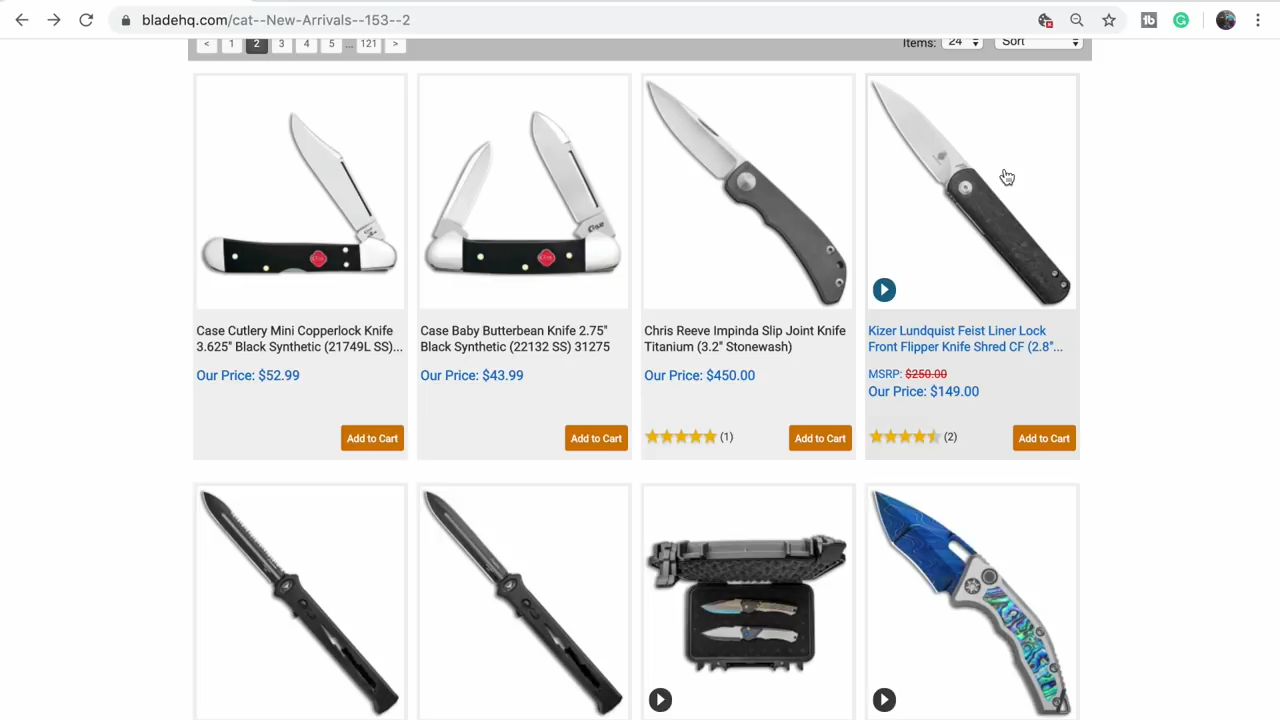 bladehq.com/cat--New-Arrivals--153--2
< 1 2 3 4 5 ... 121 >
Items: 24 Sort
Case Cutlery Mini Copperlock Knife
3.625" Black Synthetic (21749L SS)...
Our Price: $52.99
Add to Cart
Case Baby Butterbean Knife 2.75"
Black Synthetic (22132 SS) 31275
Our Price: $43.99
Add to Cart
Chris Reeve Impinda Slip Joint Knife
Titanium (3.2" Stonewash)
Our Price: $450.00
(1)
Add to Cart
Kizer Lundquist Feist Liner Lock
Front Flipper Knife Shred CF (2.8"...
MSRP: $250.00
Our Price: $149.00
(2)
Add to Cart